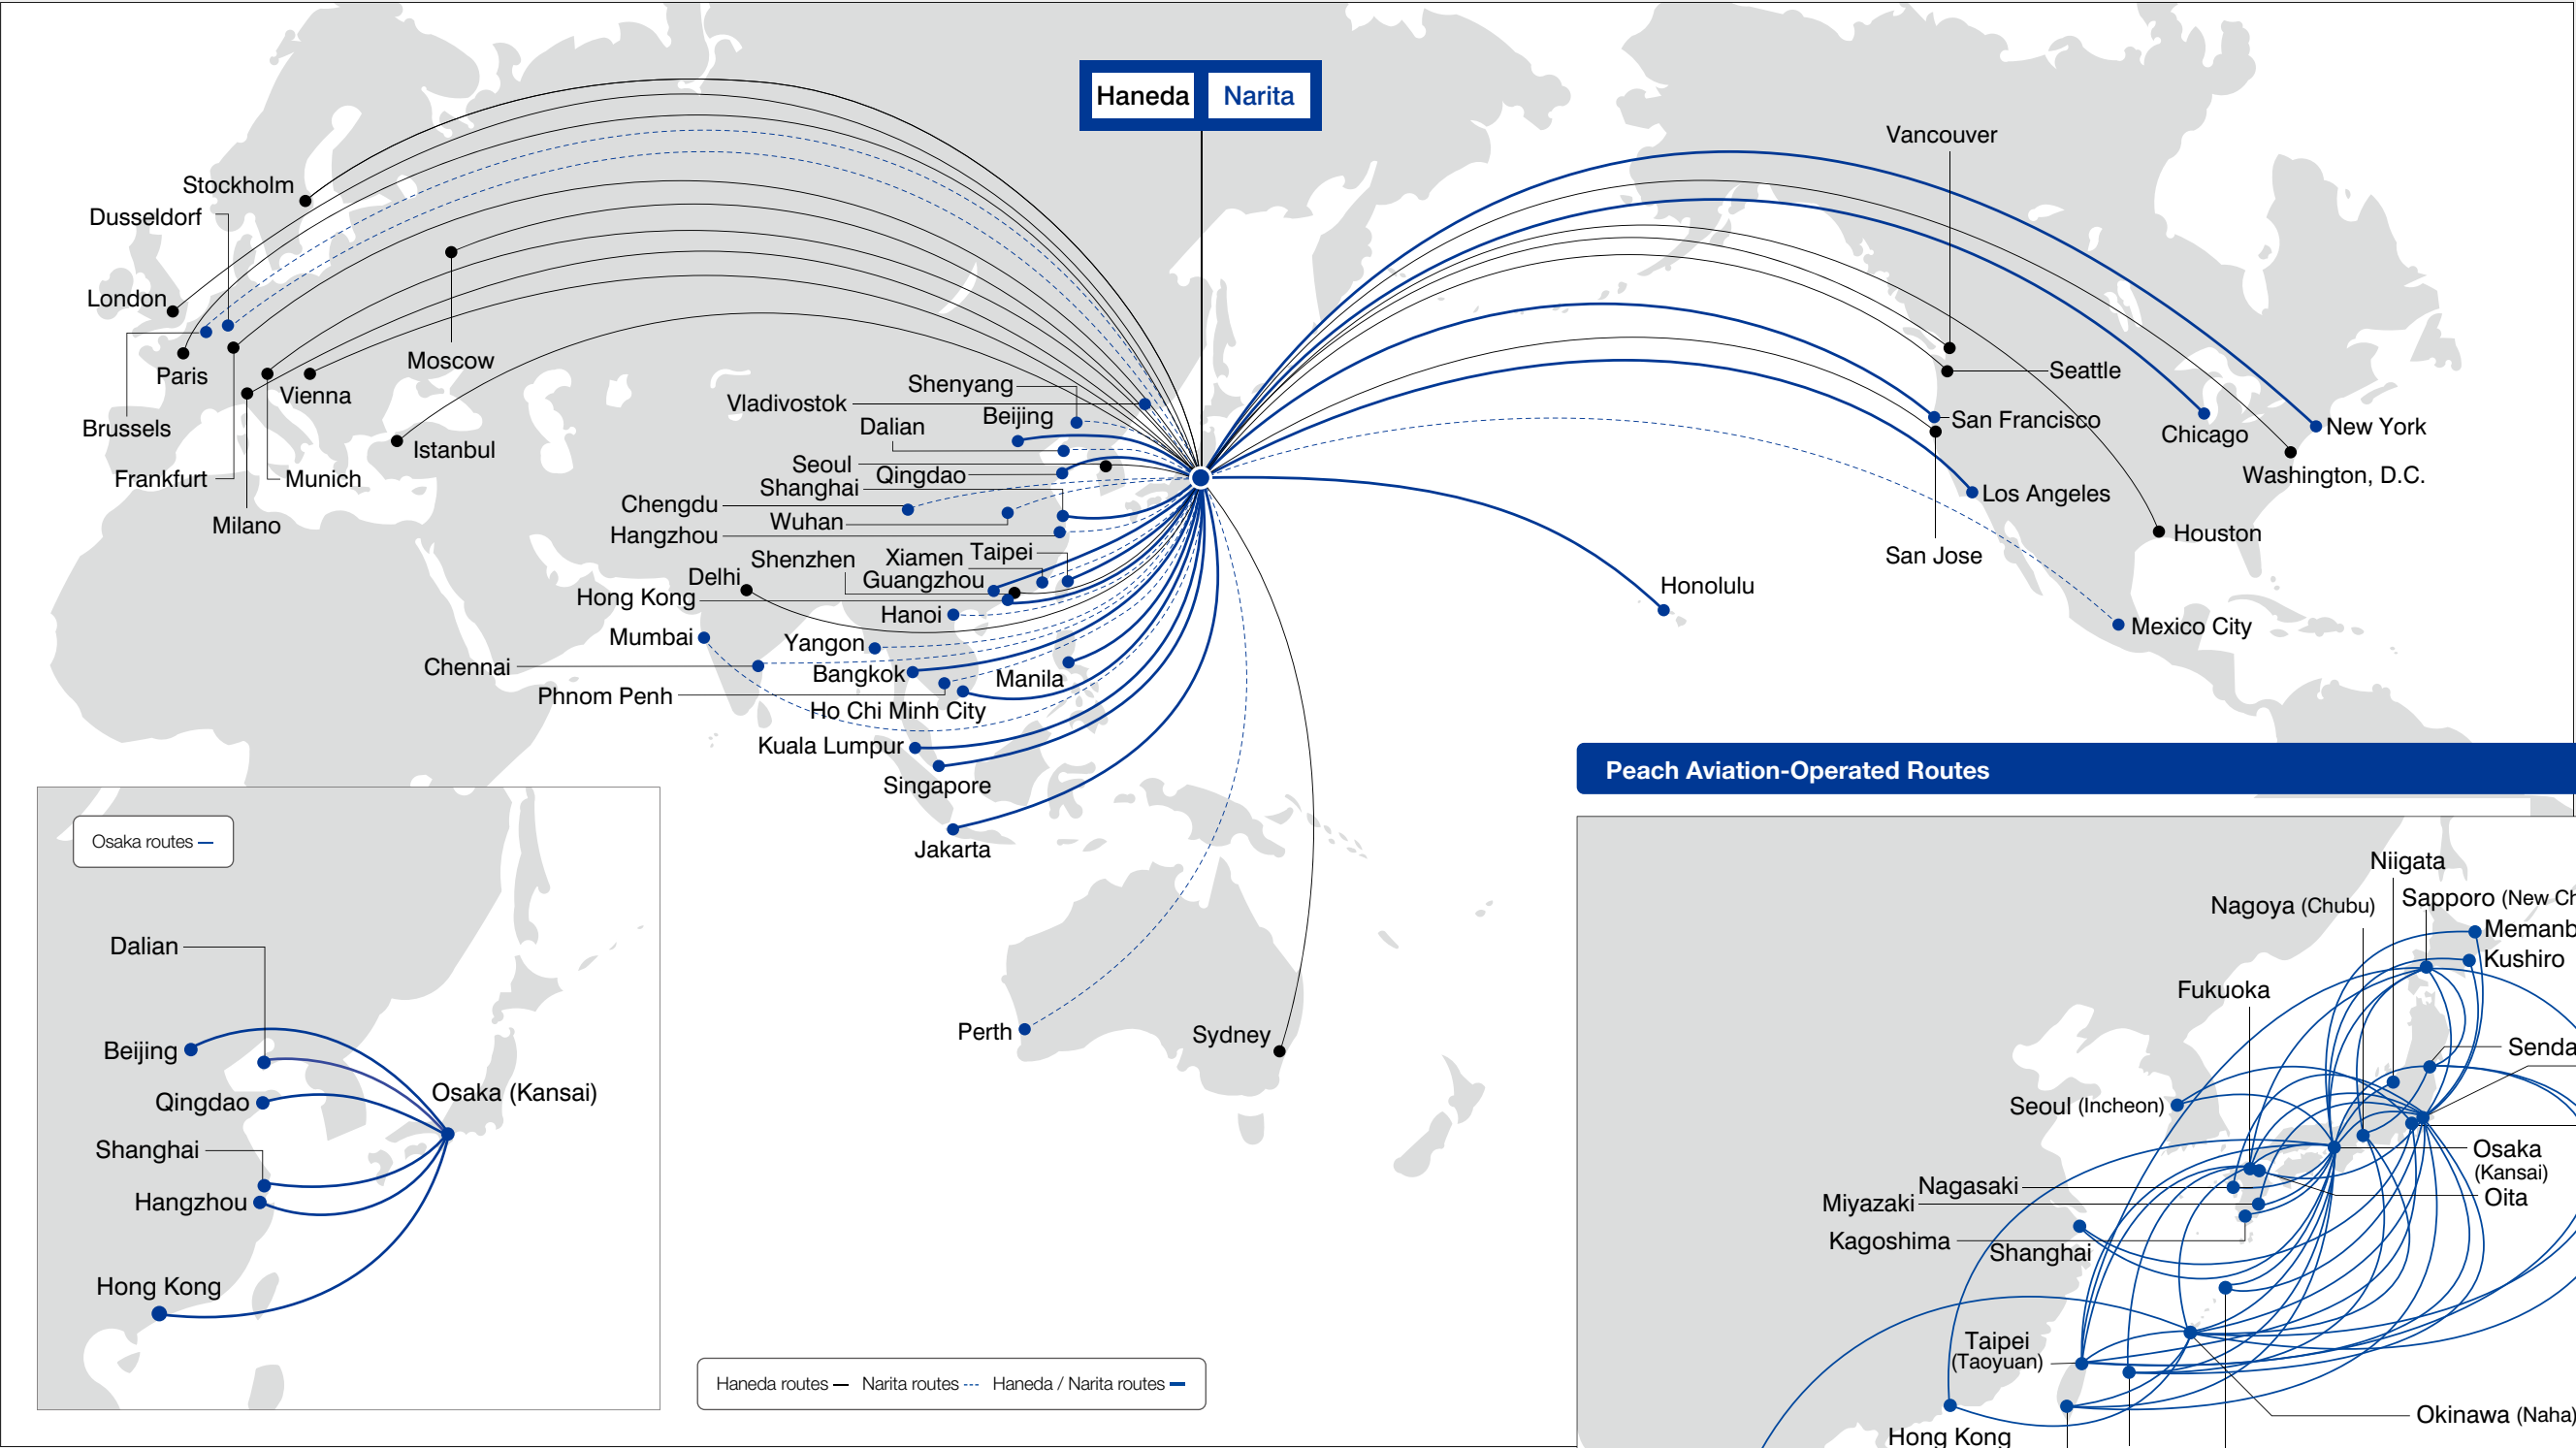 Haneda
Narita
Vancouver
Stockholm
Dusseldorf
London
Moscow
Paris
Vienna
Brussels
Istanbul
Frankfurt
Munich
Milano
Shenyang
Vladivostok
Beijing
Dalian
Seoul
Qingdao
Shanghai
Chengdu
Wuhan
Hangzhou
Taipei
Xiamen
Shenzhen
Guangzhou
Delhi
Hong Kong
Hanoi
Mumbai
Yangon
Chennai
Bangkok
Manila
Phnom Penh
Ho Chi Minh City
Kuala Lumpur
Singapore
Jakarta
Perth
Sydney
Seattle
San Francisco
Chicago
New York
Washington, D.C.
Los Angeles
Houston
San Jose
Honolulu
Mexico City
Osaka routes
Dalian
Beijing
Osaka (Kansai)
Qingdao
Shanghai
Hangzhou
Hong Kong
Haneda routes
Narita routes
Haneda / Narita routes
Peach Aviation-Operated Routes
Niigata
Sapporo (New Ch
Nagoya (Chubu)
Memanb
Kushiro
Fukuoka
Senda
Seoul (Incheon)
Osaka
(Kansai)
Nagasaki
Oita
Miyazaki
Kagoshima
Shanghai
Taipei
(Taoyuan)
Okinawa (Naha)
Hong Kong